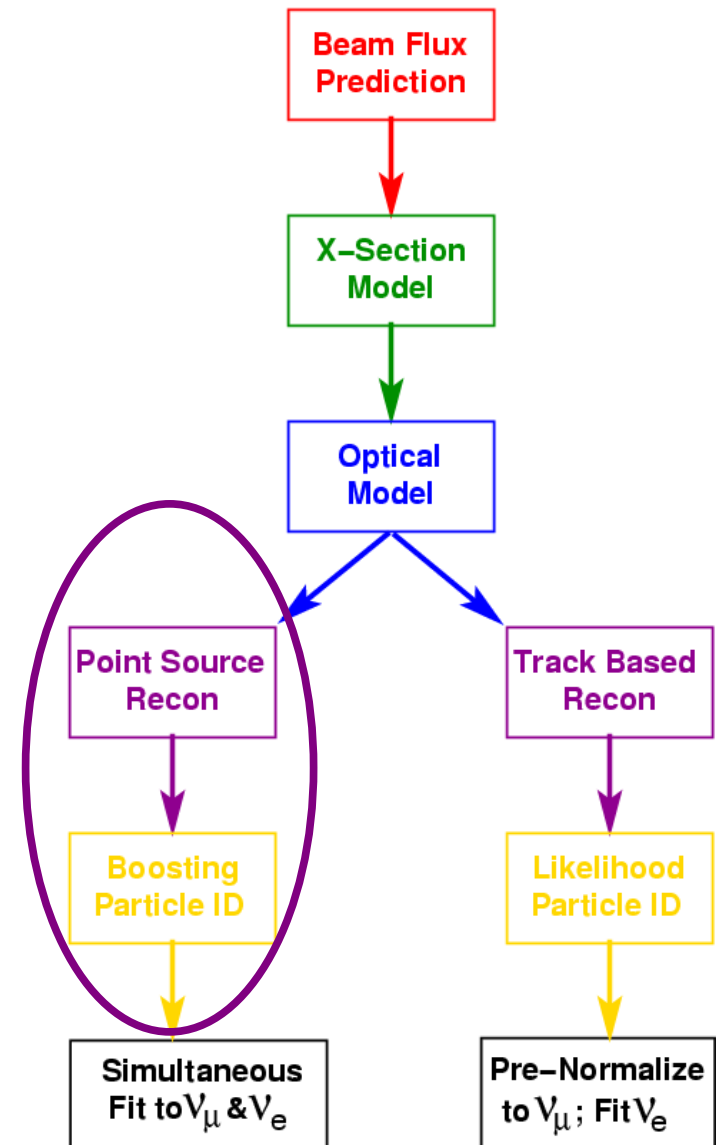 Beam Flux
Prediction
X-Section
Model
Optical
Model
Point Source
Recon
Track Based
Recon
Boosting
Particle ID
Likelihood
Particle ID
Simultaneous
Fit to νμ & νe
Pre-Normalize
to νμ ; Fit νe